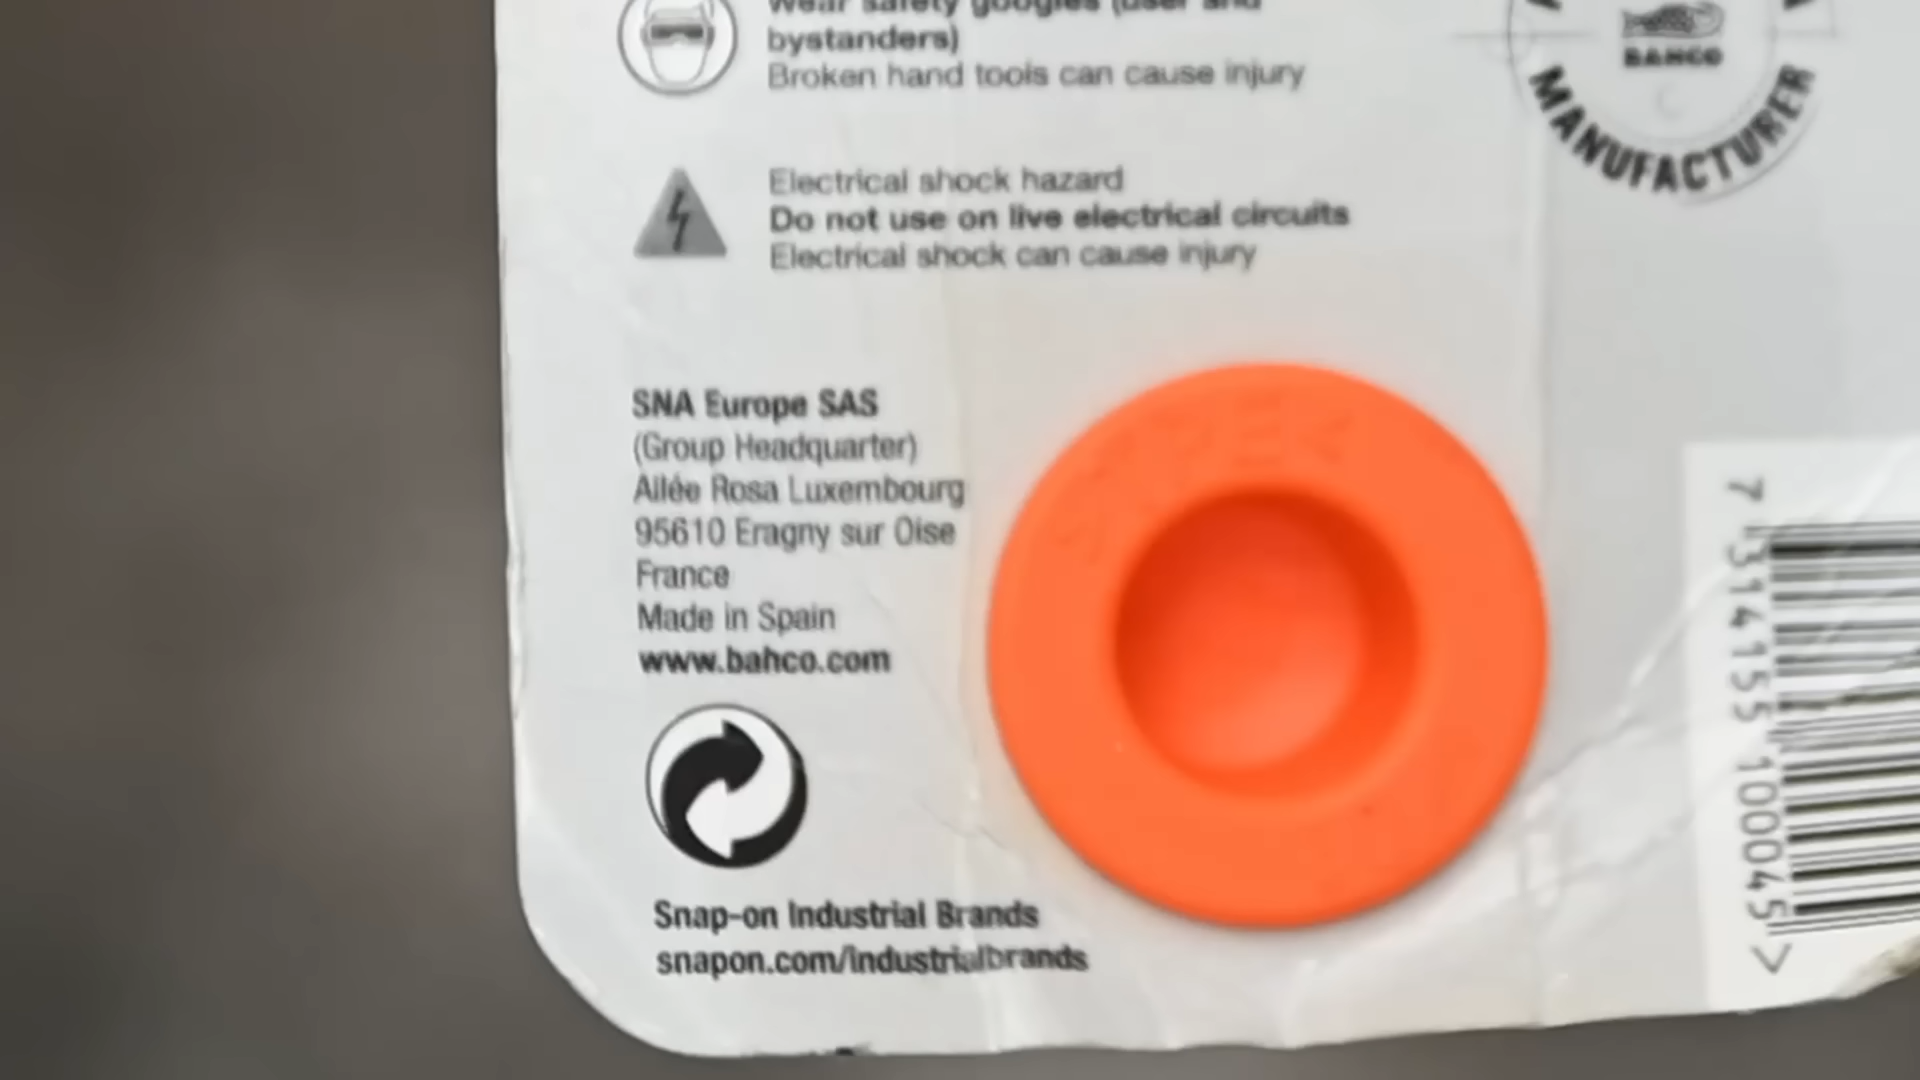 Wear safety googles (user and
bystanders)
Broken hand tools can cause injury
BAHCO
MANUFACTURER
Electrical shock hazard
Do not use on live electrical circuits
Electrical shock can cause injury
SNA Europe SAS
(Group Headquarter)
Allée Rosa Luxembourg
95610 Eragny sur Oise
France
Made in Spain
www.bahco.com
Snap-on Industrial Brands
snapon.com/industrialbrands
7 314155 100045 >